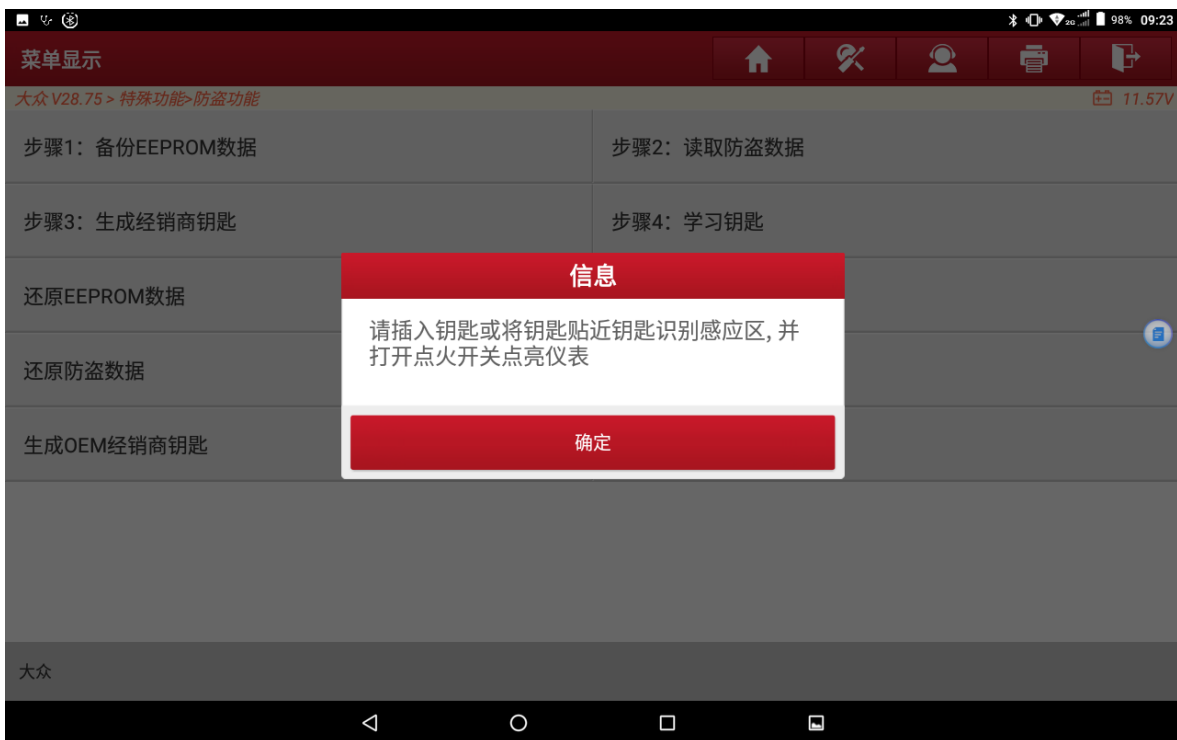 2G 98% 09:23
菜单显示
大众 V28.75 > 特殊功能>防盗功能 11.57V
步骤1：备份EEPROM数据 步骤2：读取防盗数据
步骤3：生成经销商钥匙 步骤4：学习钥匙
信息
还原EEPROM数据
请插入钥匙或将钥匙贴近钥匙识别感应区, 并
打开点火开关点亮仪表
还原防盗数据
生成OEM经销商钥匙
确定
大众